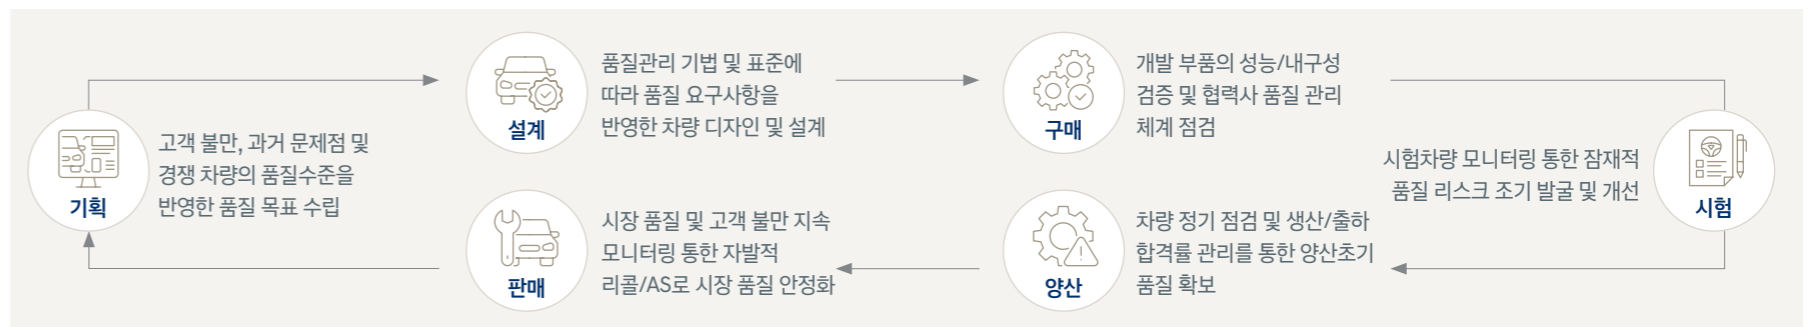 기획
고객 불만, 과거 문제점 및
경쟁 차량의 품질수준을
반영한 품질 목표 수립
설계
품질관리 기법 및 표준에
따라 품질 요구사항을
반영한 차량 디자인 및 설계
구매
개발 부품의 성능/내구성
검증 및 협력사 품질 관리
체계 점검
시험
시험차량 모니터링 통한 잠재적
품질 리스크 조기 발굴 및 개선
양산
차량 정기 점검 및 생산/출하
합격률 관리를 통한 양산초기
품질 확보
판매
시장 품질 및 고객 불만 지속
모니터링 통한 자발적
리콜/AS로 시장 품질 안정화